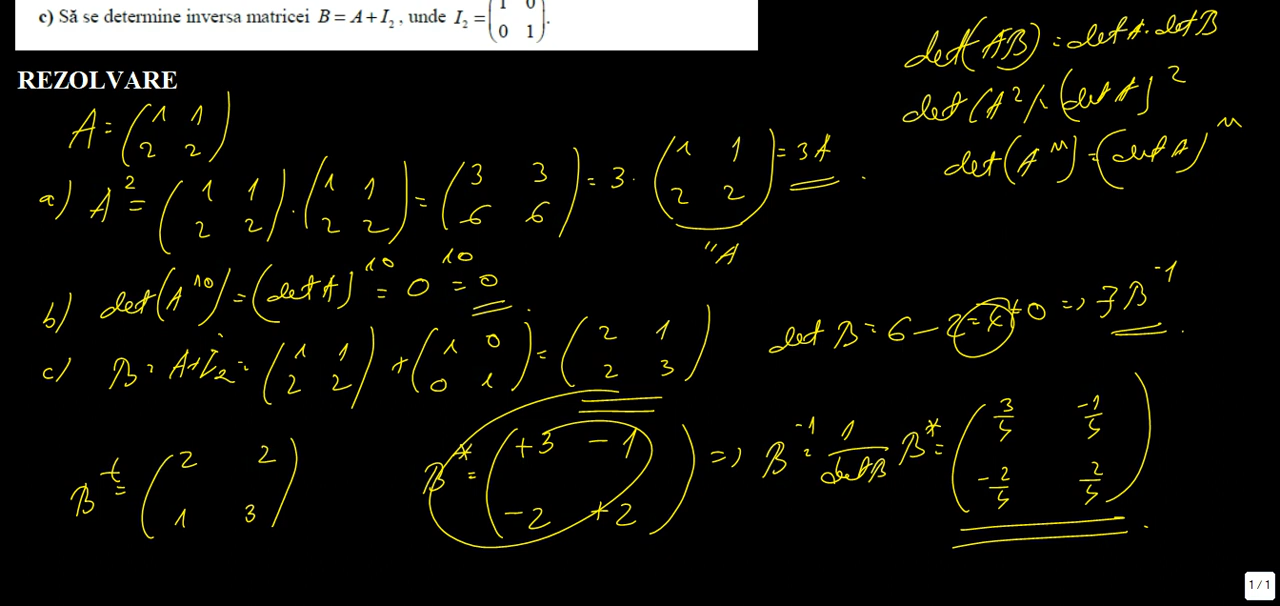 c) Să se determine inversa matricei B = A + I₂, unde I₂ = (1 0; 0 1).
REZOLVARE
det(AB) = det A · det B
det(A²) = (det A)²
det(Aⁿ) = (det A)ⁿ
A = (1 1; 2 2)
a) A² = (1 1; 2 2) · (1 1; 2 2) = (3 3; 6 6) = 3 · (1 1; 2 2) = 3A
"A
b) det(A¹⁰) = (det A)¹⁰ = 0¹⁰ = 0
c) B = A + I₂ = (1 1; 2 2) + (1 0; 0 1) = (2 1; 2 3)
det B = 6 - 2 = 4 ≠ 0 => ∃ B⁻¹
Bᵗ = (2 2; 1 3)
B* = (+3 -1; -2 +2) => B⁻¹ = 1/det B B* = (3/4 -1/4; -2/4 2/4)
1 / 1